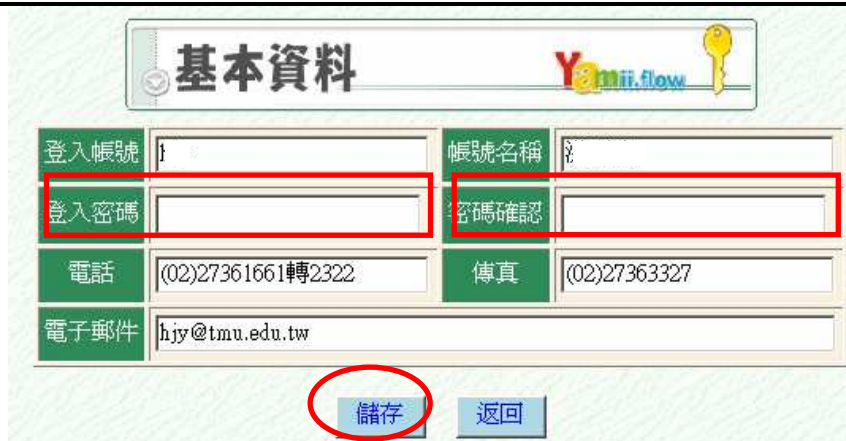 基本資料 Yamii.flow
登入帳號 帳號名稱
登入密碼 密碼確認
電話 (02)27361661轉2322 傳真 (02)27363327
電子郵件 hjy@tmu.edu.tw
儲存 返回